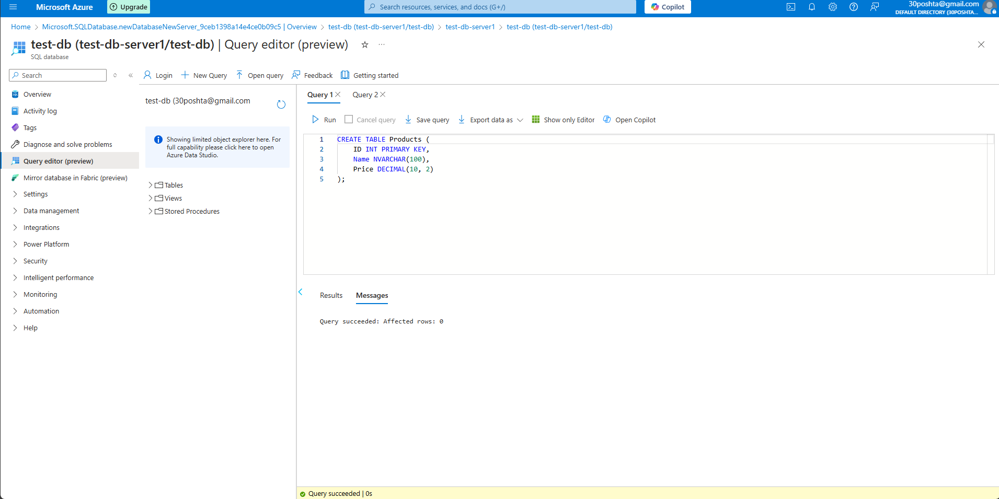 Microsoft Azure
Upgrade
Search resources, services, and docs (G+/)
Copilot
30poshta@gmail.com
DEFAULT DIRECTORY (30POSHTA...
Home > Microsoft.SQLDatabase.newDatabaseNewServer_9ceb1398a14e4ce0b09c5 | Overview > test-db (test-db-server1/test-db) > test-db-server1 > test-db (test-db-server1/test-db)
test-db (test-db-server1/test-db) | Query editor (preview)
SQL database
Search
Login
New Query
Open query
Feedback
Getting started
Overview
Activity log
Tags
Diagnose and solve problems
Query editor (preview)
Mirror database in Fabric (preview)
Settings
Data management
Integrations
Power Platform
Security
Intelligent performance
Monitoring
Automation
Help
test-db (30poshta@gmail.com
Showing limited object explorer here. For
full capability please click here to open
Azure Data Studio.
Tables
Views
Stored Procedures
Query 1
Query 2
Run
Cancel query
Save query
Export data as
Show only Editor
Open Copilot
1 CREATE TABLE Products (
2 ID INT PRIMARY KEY,
3 Name NVARCHAR(100),
4 Price DECIMAL(10, 2)
5 );
Results
Messages
Query succeeded: Affected rows: 0
Query succeeded | 0s